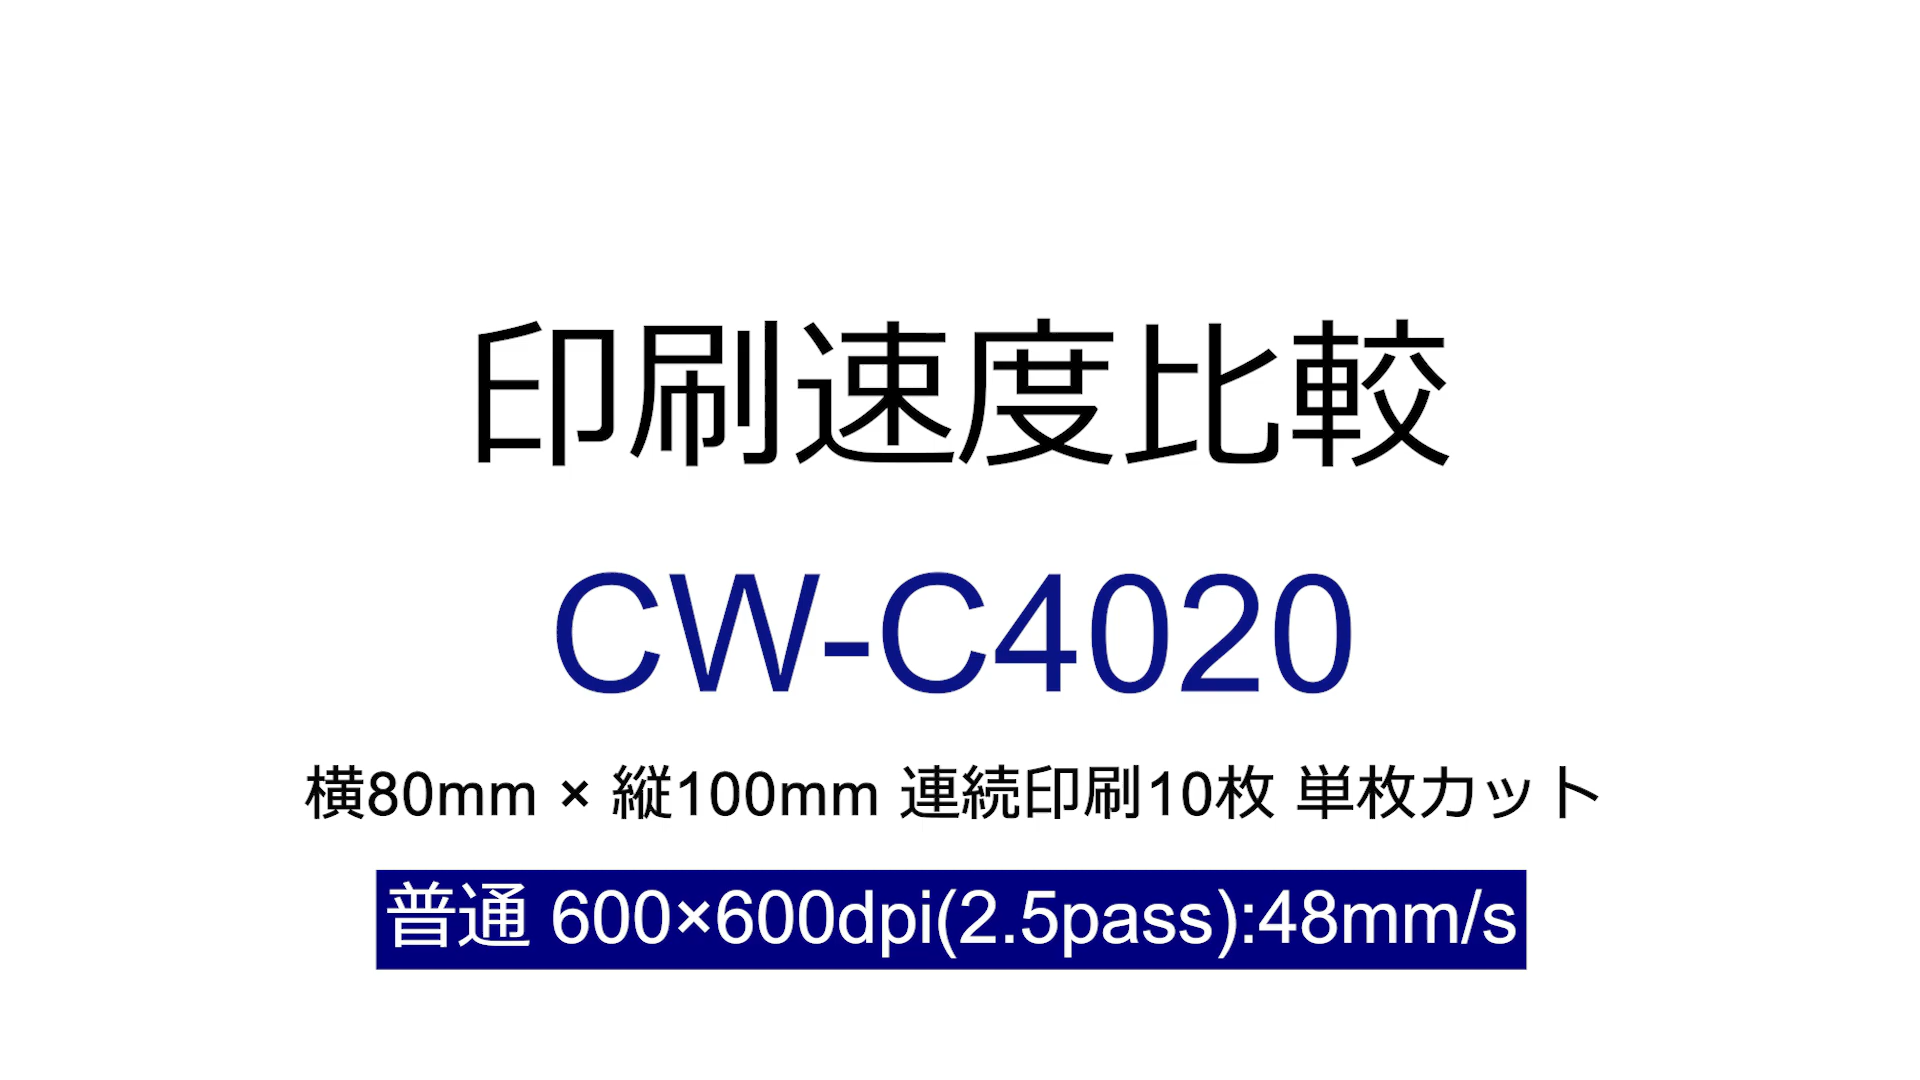 印刷速度比較
CW-C4020
横80mm × 縦100mm 連続印刷10枚 単枚カット
普通 600×600dpi(2.5pass):48mm/s